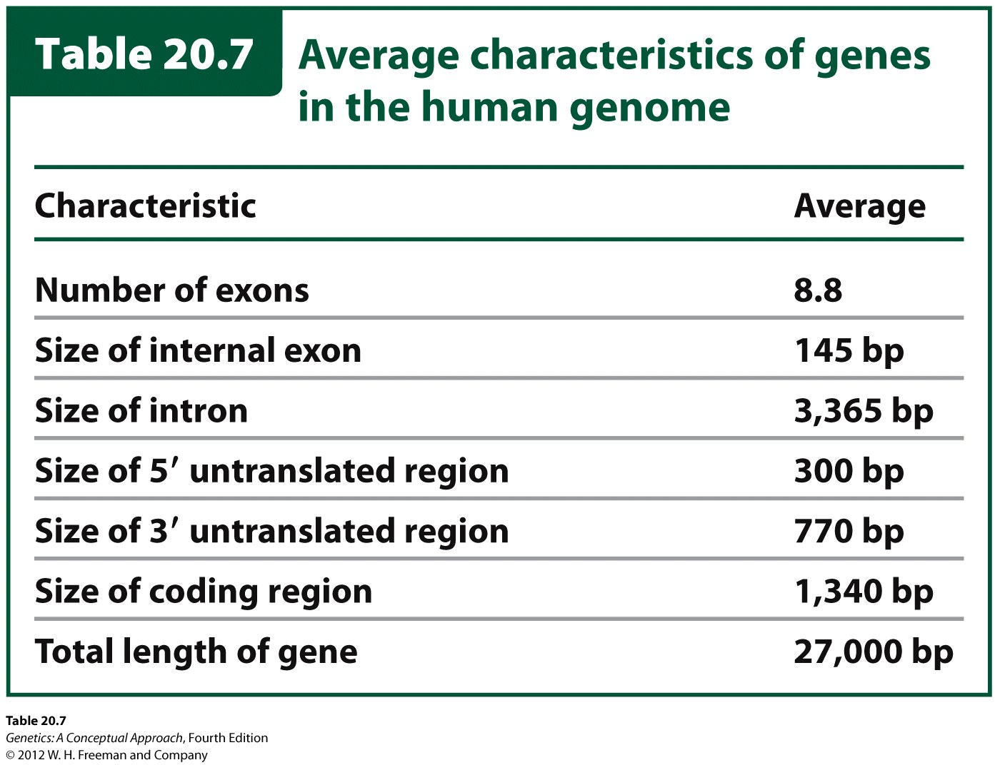 Table 20.7 Average characteristics of genes
in the human genome
Characteristic Average
Number of exons 8.8
Size of internal exon 145 bp
Size of intron 3,365 bp
Size of 5′ untranslated region 300 bp
Size of 3′ untranslated region 770 bp
Size of coding region 1,340 bp
Total length of gene 27,000 bp
Table 20.7
Genetics: A Conceptual Approach, Fourth Edition
© 2012 W. H. Freeman and Company